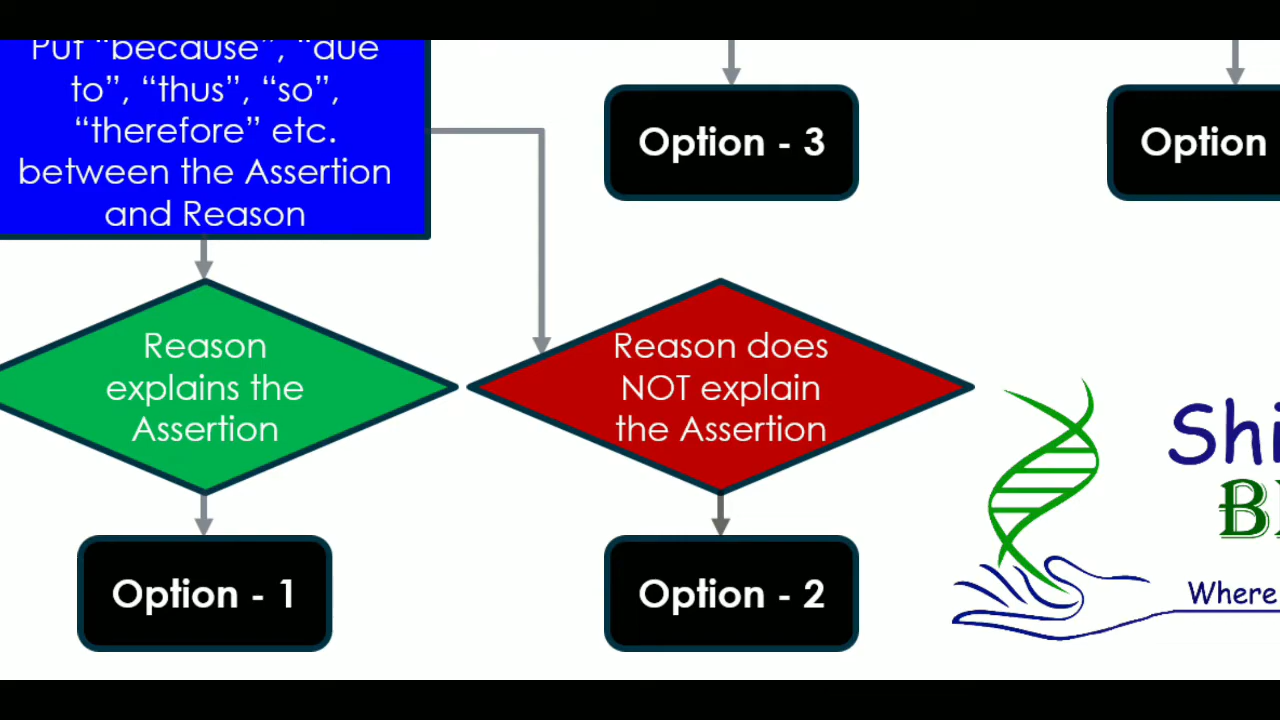 Put “because”, “due
to”, “thus”, “so”,
“therefore” etc.
between the Assertion
and Reason
Option - 3
Option
Reason
explains the
Assertion
Reason does
NOT explain
the Assertion
Option - 1
Option - 2
Shi
B
Where